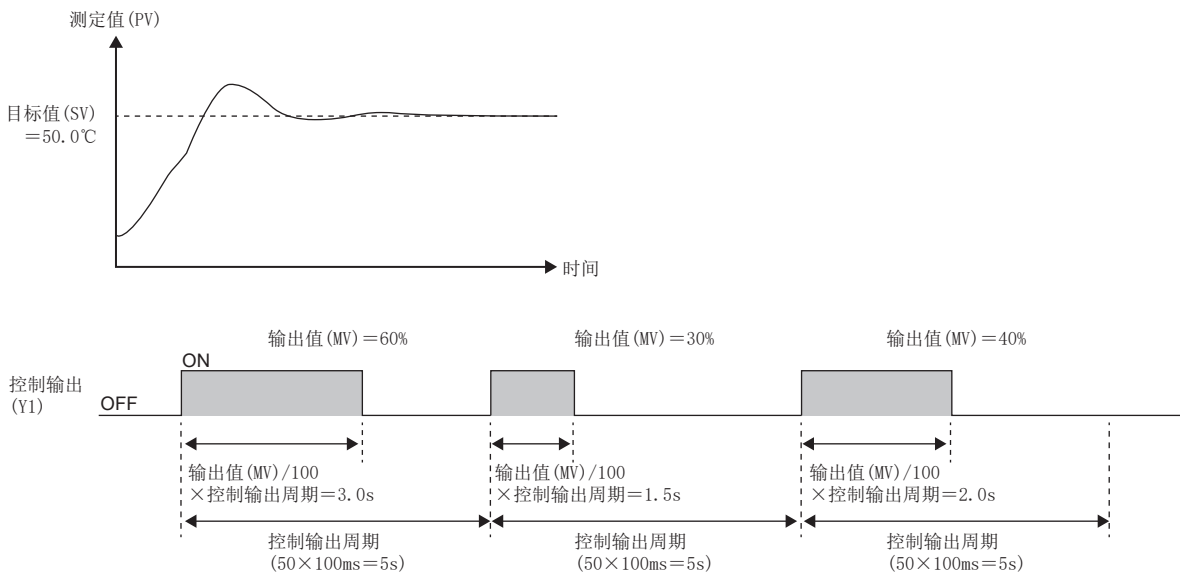 测定值(PV)
目标值(SV)
＝50.0℃
时间
输出值(MV)＝60%
输出值(MV)＝30%
输出值(MV)＝40%
控制输出
(Y1)
ON
OFF
输出值(MV)/100
×控制输出周期＝3.0s
输出值(MV)/100
×控制输出周期＝1.5s
输出值(MV)/100
×控制输出周期＝2.0s
控制输出周期
(50×100ms＝5s)
控制输出周期
(50×100ms＝5s)
控制输出周期
(50×100ms＝5s)